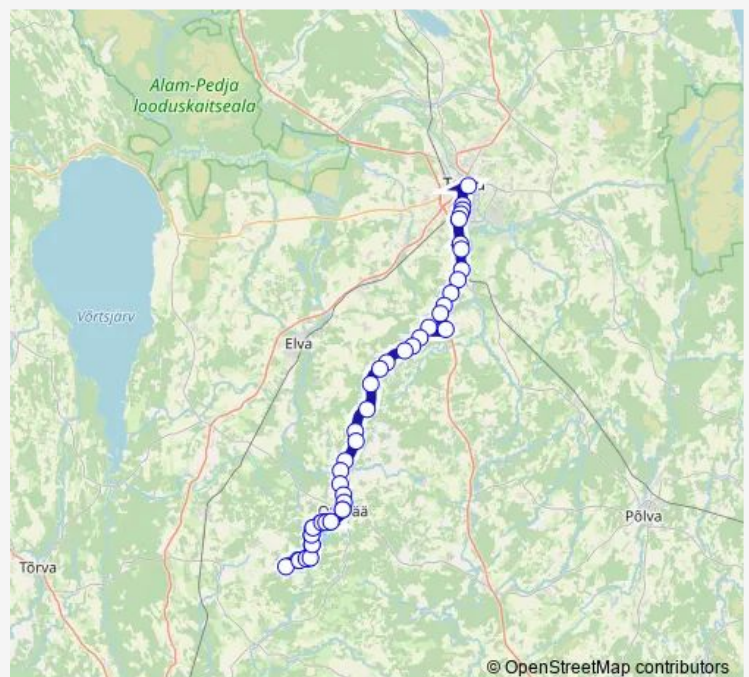 Alam-Pedja
looduskaitseala
Võrtsjärv
Elva
Põlva
Tõrva
© OpenStreetMap contributors